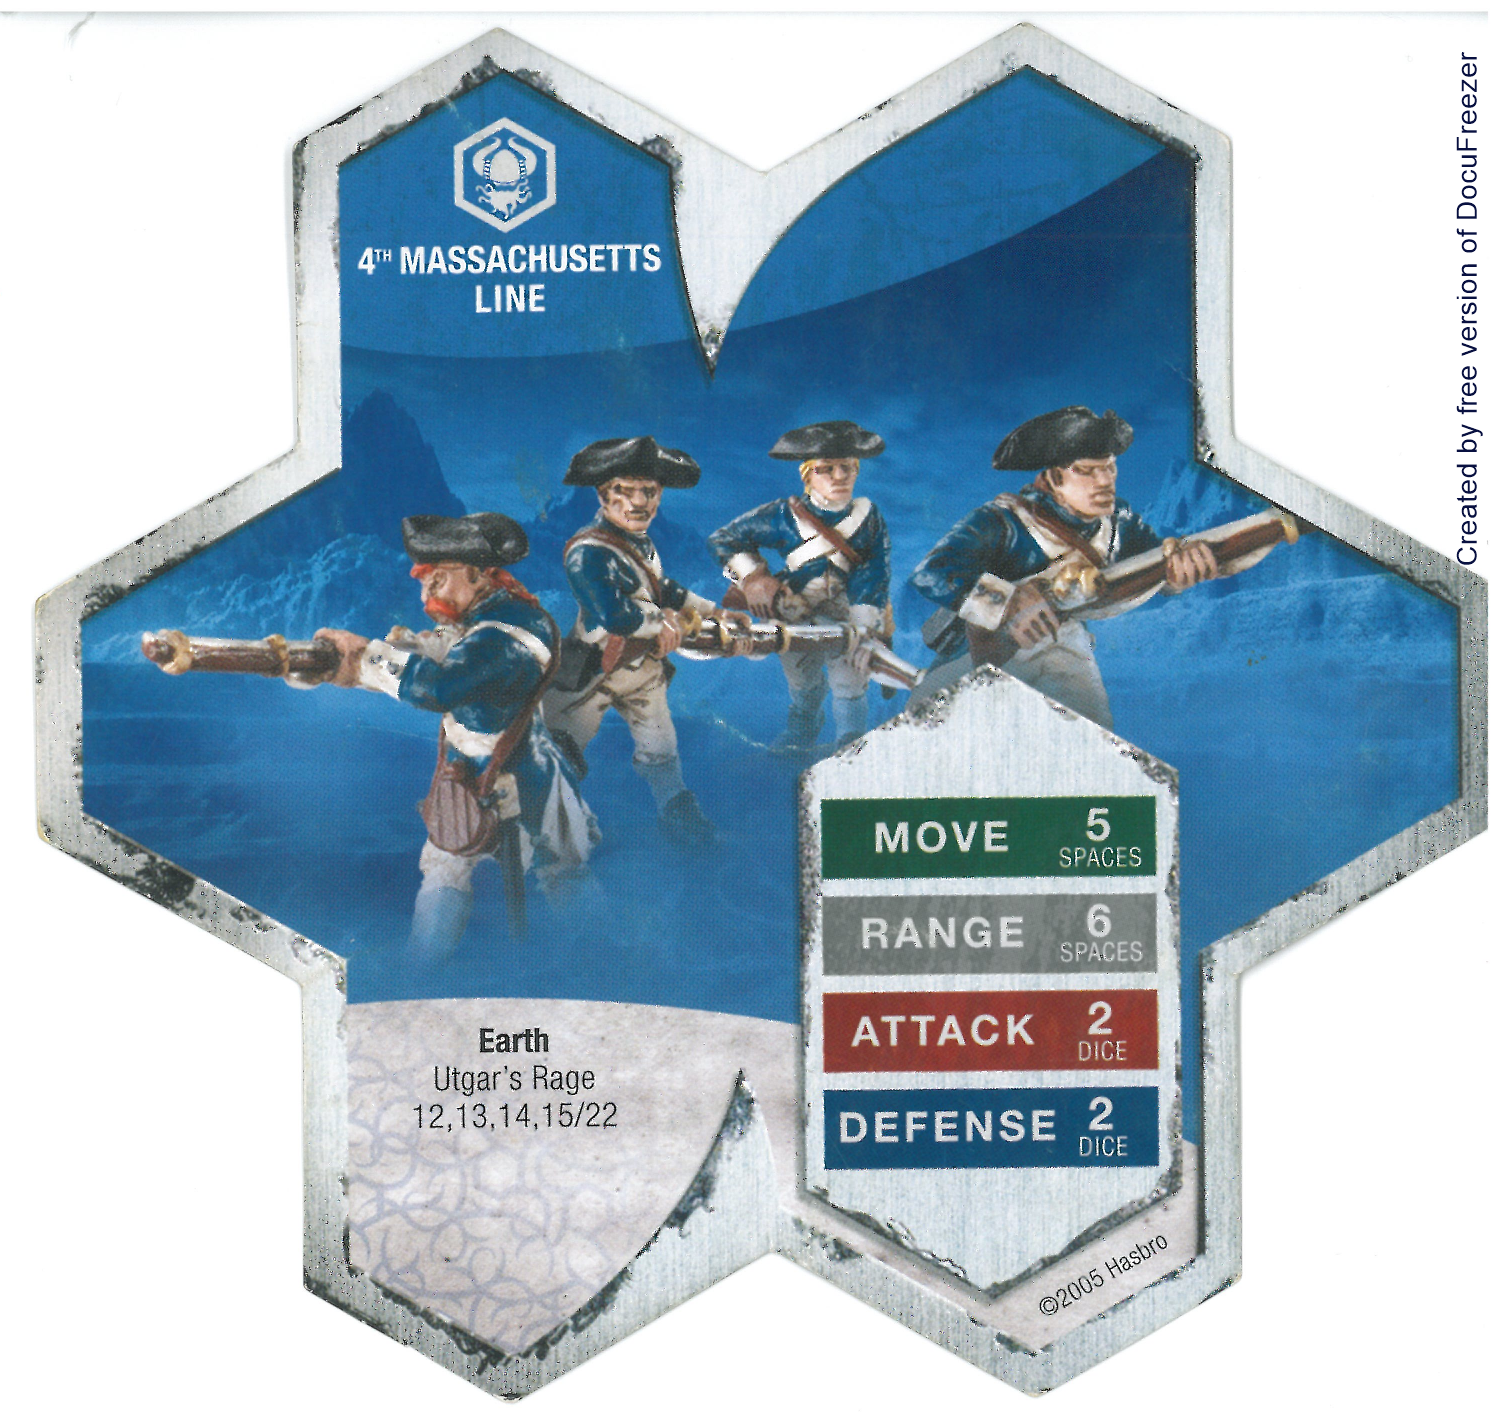 4TH MASSACHUSETTS
LINE
MOVE 5
SPACES
RANGE 6
SPACES
ATTACK 2
DICE
DEFENSE 2
DICE
Earth
Utgar's Rage
12,13,14,15/22
©2005 Hasbro
Created by free version of DocuFreezer